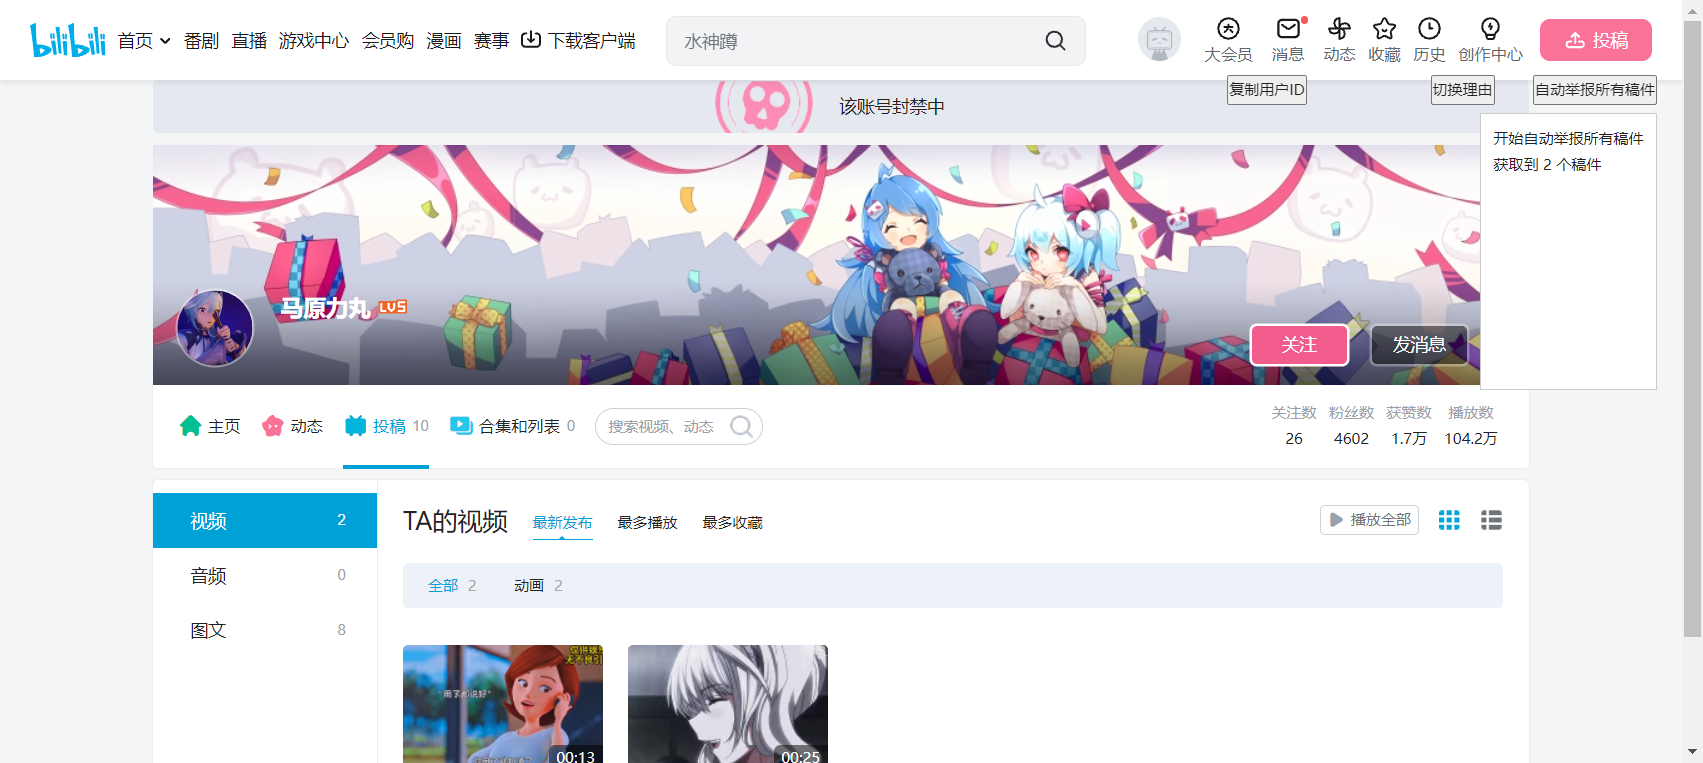 bilibili
首页
番剧
直播
游戏中心
会员购
漫画
赛事
下载客户端
水神蹲
大会员
消息
动态
收藏
历史
创作中心
投稿
复制用户ID
切换理由
自动举报所有稿件
该账号封禁中
开始自动举报所有稿件
获取到 2 个稿件
马原力丸 LV5
关注
发消息
主页
动态
投稿 10
合集和列表 0
搜索视频、动态
关注数
26
粉丝数
4602
获赞数
1.7万
播放数
104.2万
视频 2
音频 0
图文 8
TA的视频
最新发布
最多播放
最多收藏
播放全部
全部 2
动画 2
"用了都说好"
00:13
00:25